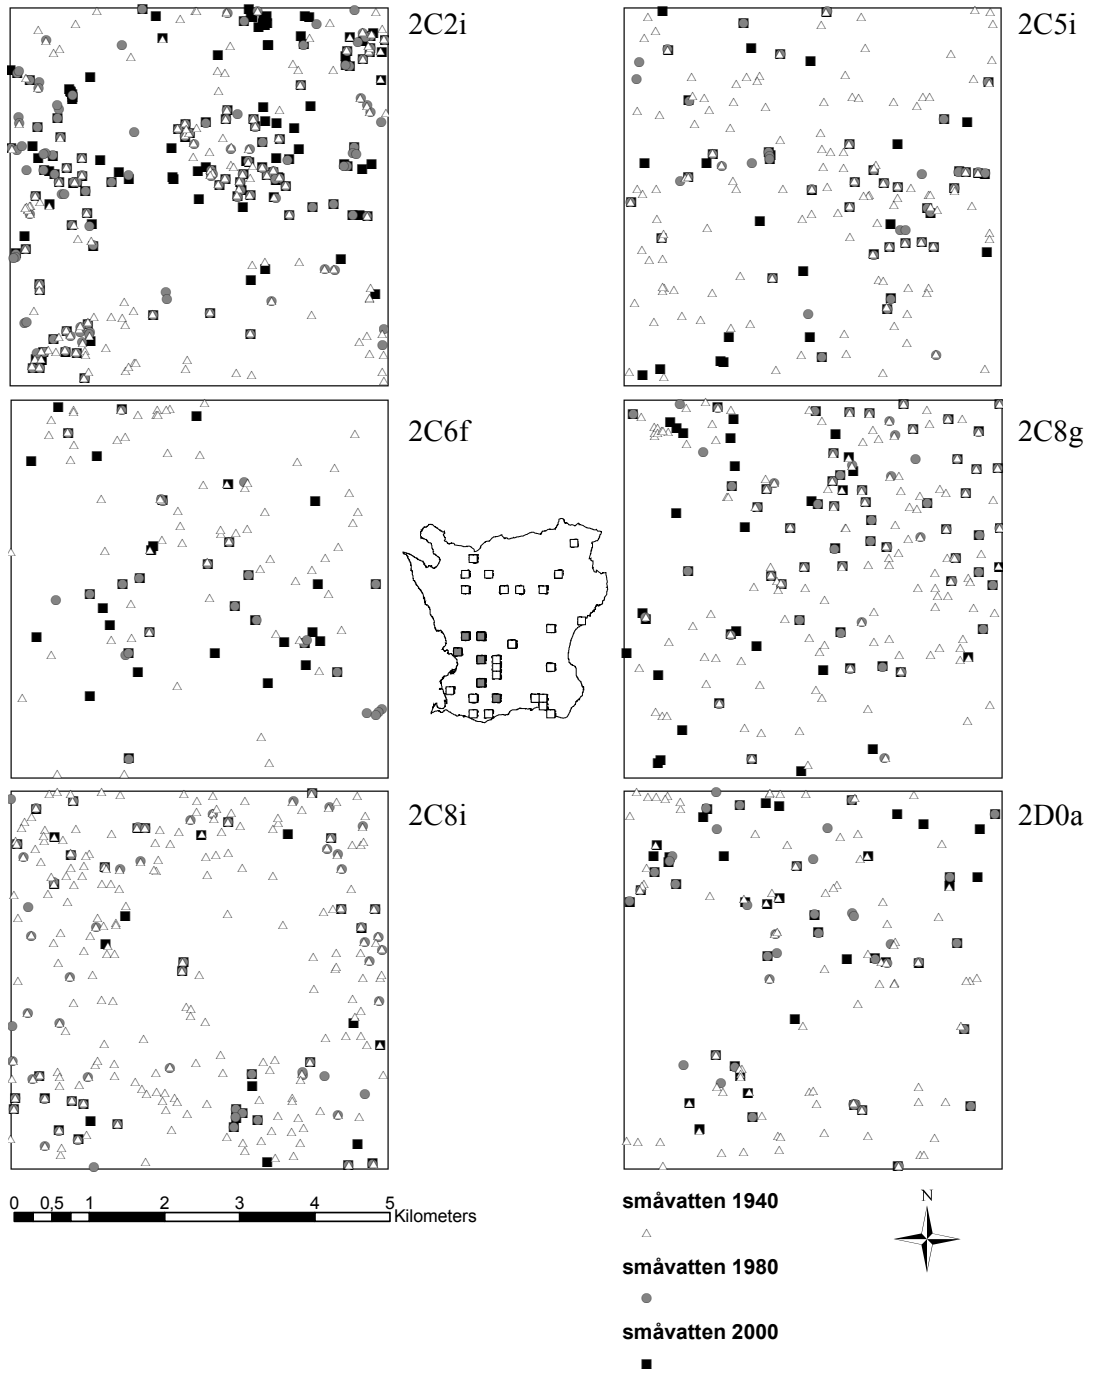 2C2i
2C5i
2C6f
2C8g
2C8i
2D0a
0 0,5 1 2 3 4 5
Kilometers
småvatten 1940
småvatten 1980
småvatten 2000
N